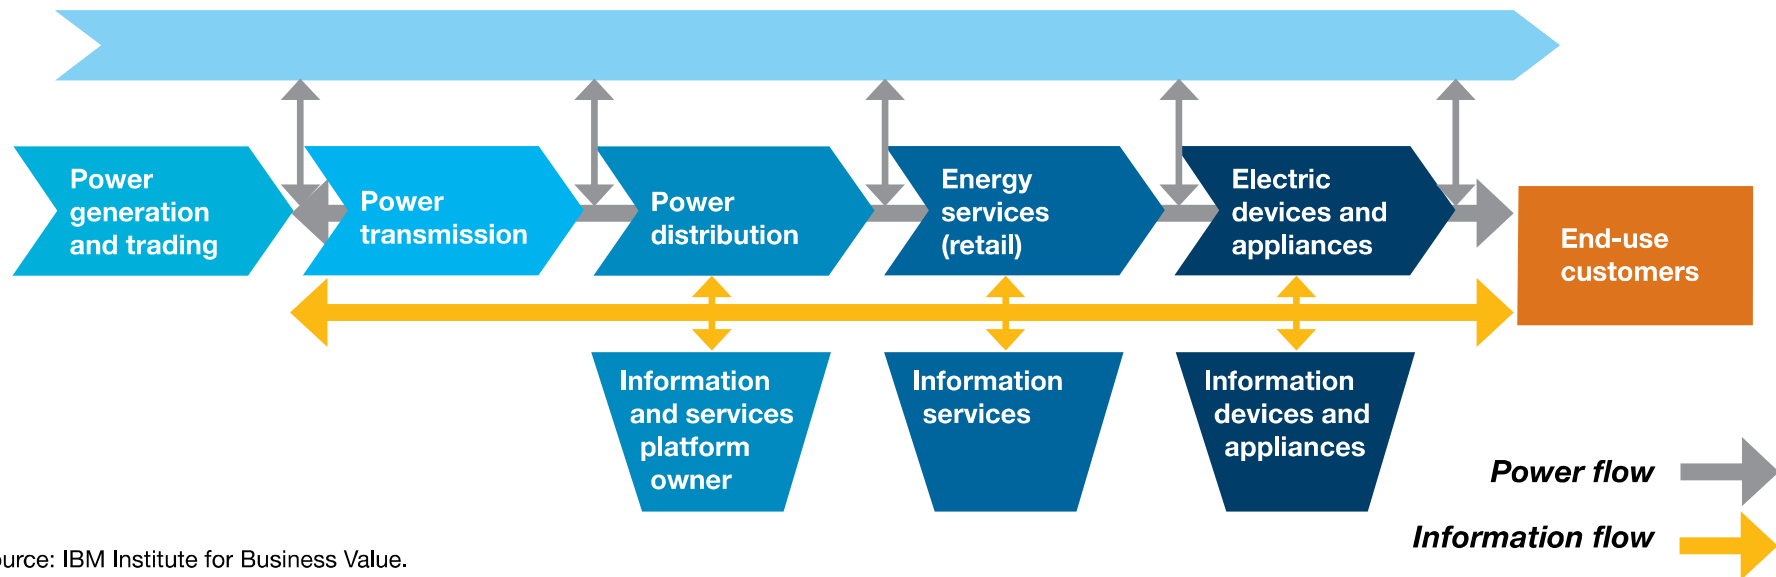 Power
generation
and trading
Power
transmission
Power
distribution
Energy
services
(retail)
Electric
devices and
appliances
End-use
customers
Information
and services
platform
owner
Information
services
Information
devices and
appliances
Power flow
Information flow
ource: IBM Institute for Business Value.